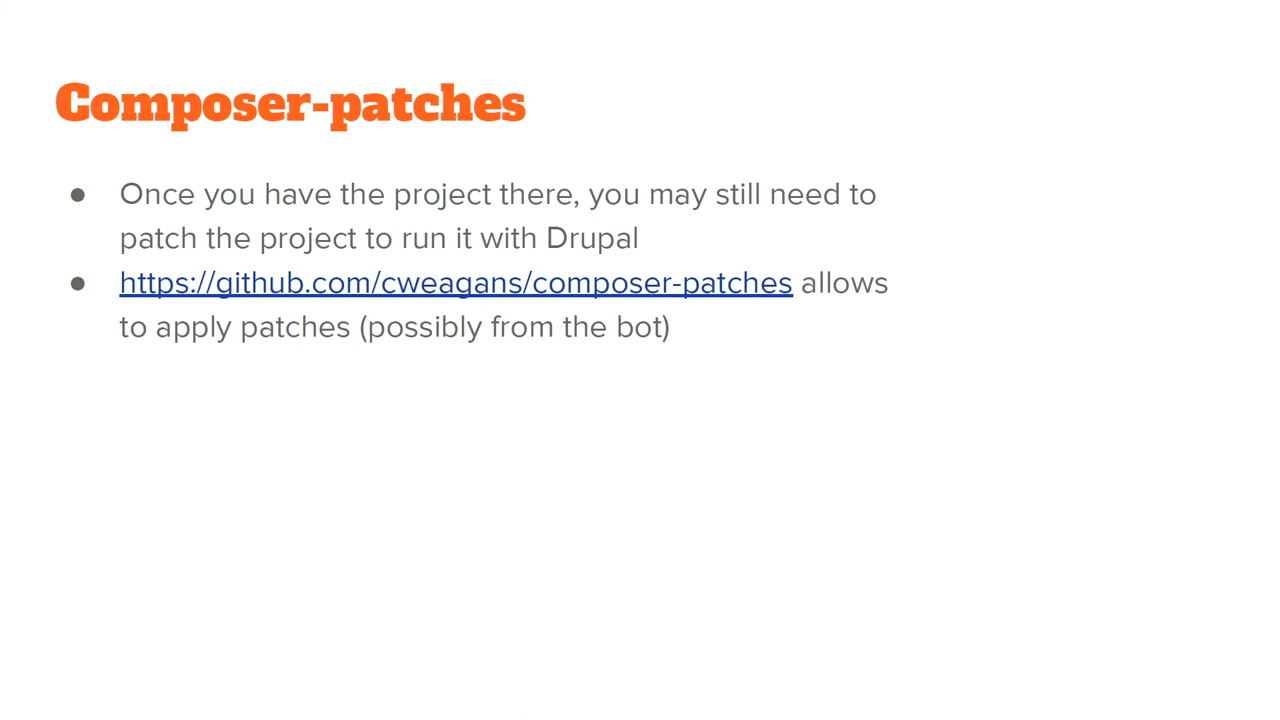 Composer-patches
● Once you have the project there, you may still need to
patch the project to run it with Drupal
● https://github.com/cweagans/composer-patches allows
to apply patches (possibly from the bot)